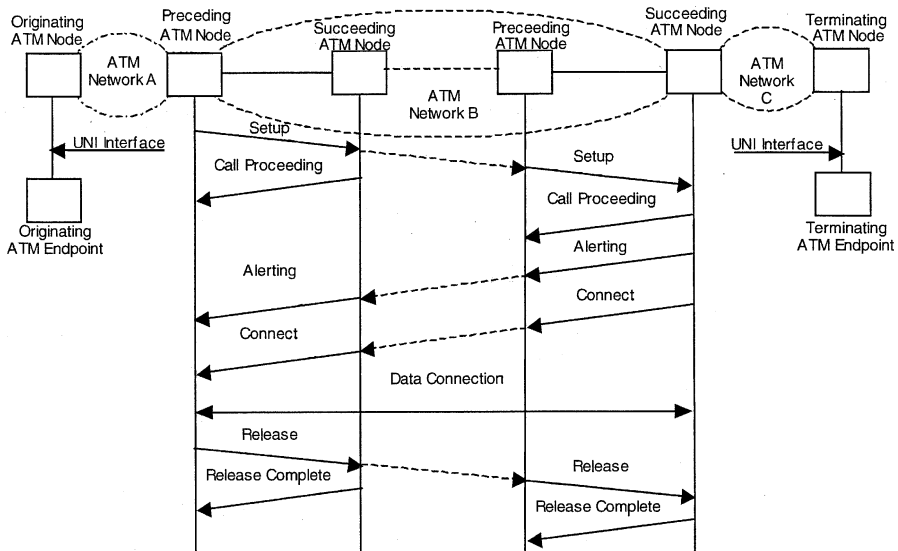 Originating
ATM Node
Preceding
ATM Node
Succeeding
ATM Node
Preceeding
ATM Node
Succeeding
ATM Node
Terminating
ATM Node
ATM
Network A
ATM
Network B
ATM
Network
C
UNI Interface
UNI Interface
Originating
ATM Endpoint
Terminating
ATM Endpoint
Setup
Setup
Call Proceeding
Call Proceeding
Alerting
Alerting
Connect
Connect
Data Connection
Release
Release
Release Complete
Release Complete